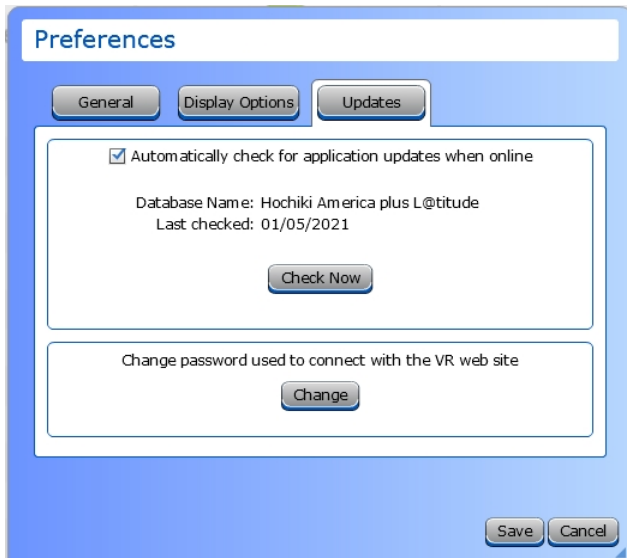 Preferences
General Display Options Updates
Automatically check for application updates when online
Database Name: Hochiki America plus L@titude
Last checked: 01/05/2021
Check Now
Change password used to connect with the VR web site
Change
Save Cancel